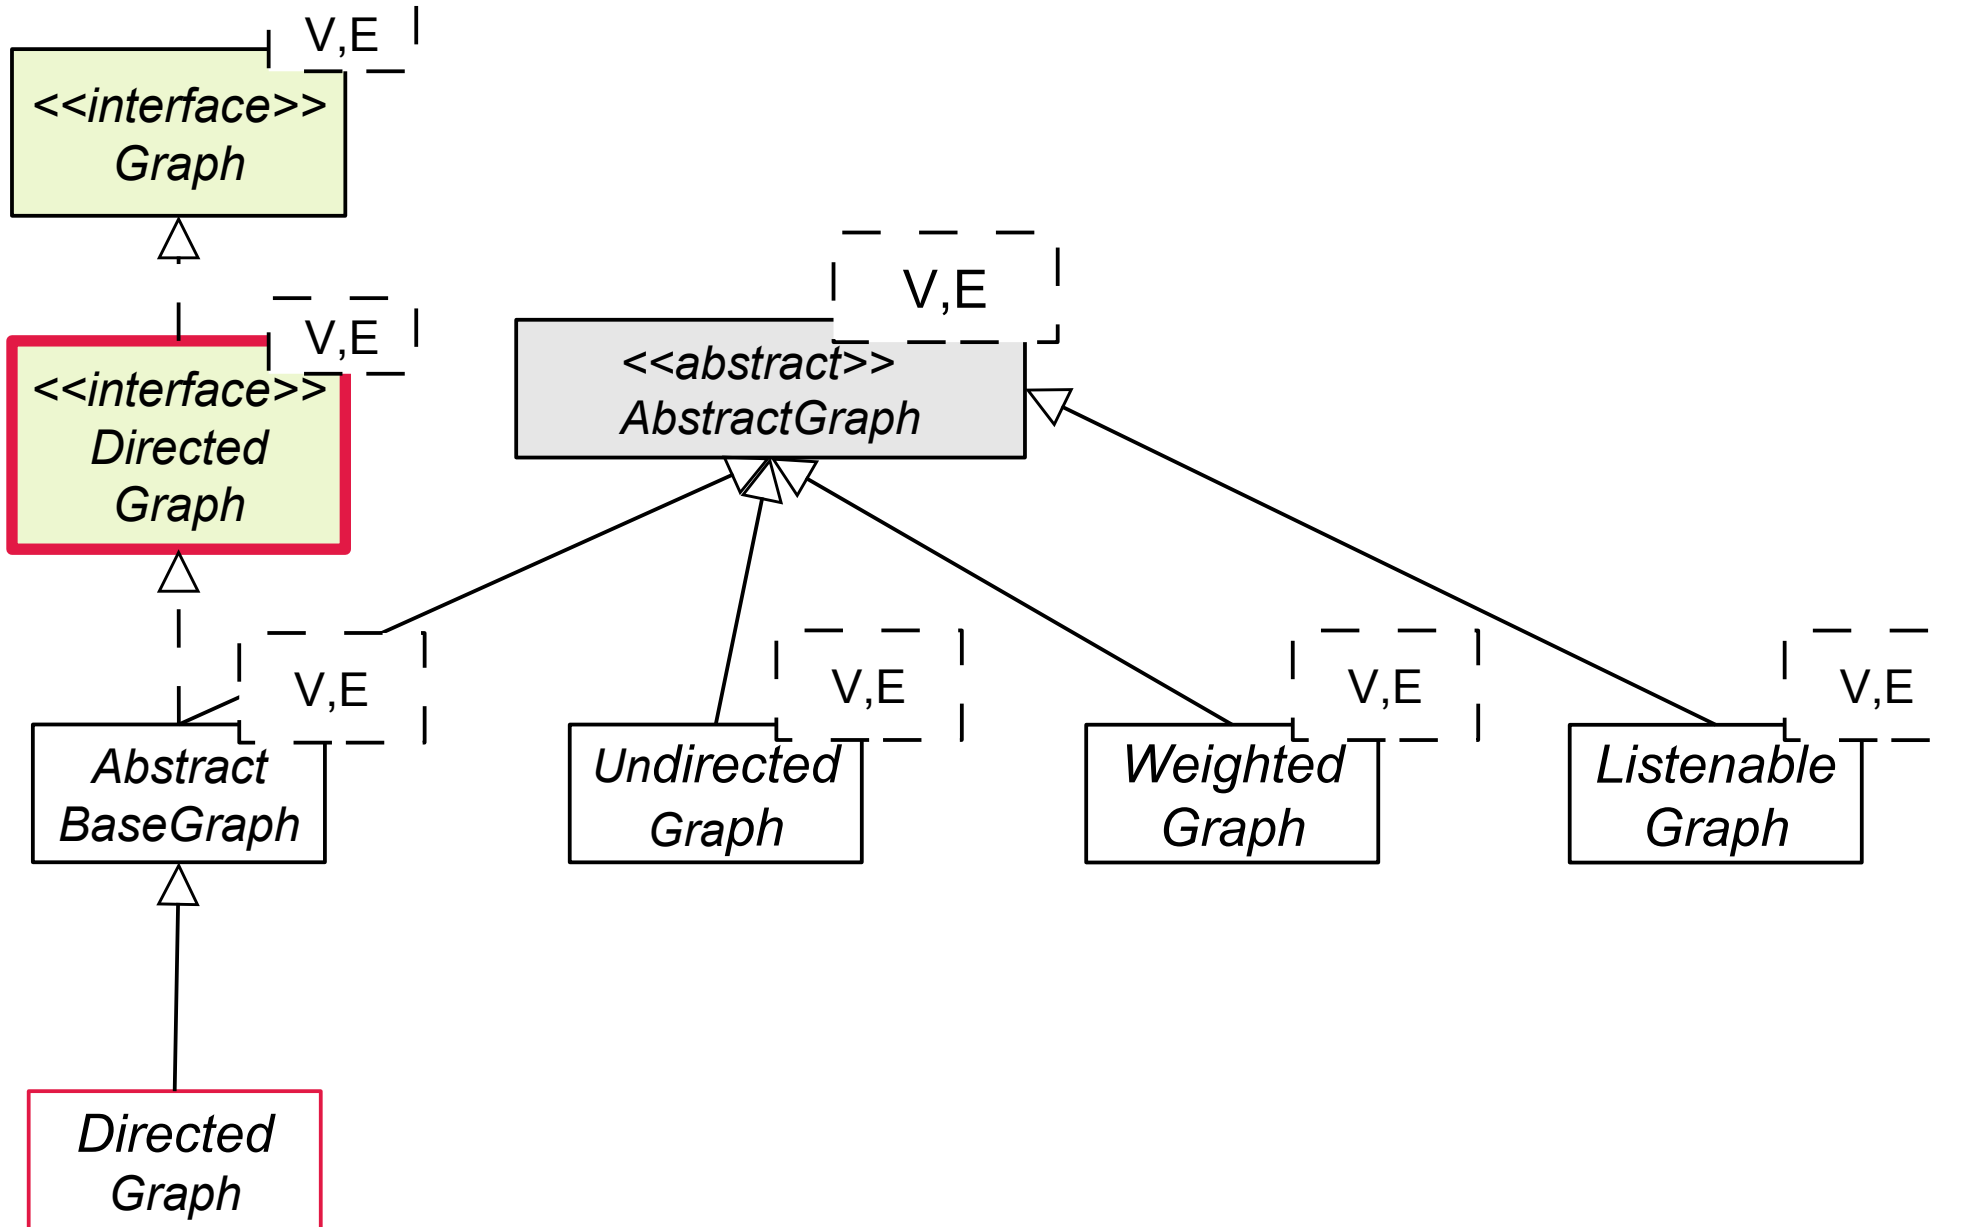 V,E
<<interface>>
Graph
V,E
<<interface>>
Directed
Graph
V,E
<<abstract>>
AbstractGraph
V,E
Abstract
BaseGraph
V,E
Undirected
Graph
V,E
Weighted
Graph
V,E
Listenable
Graph
Directed
Graph